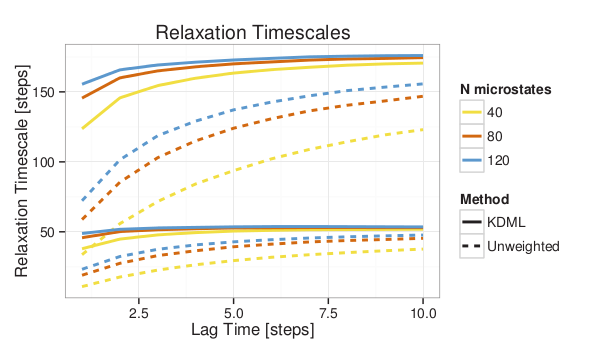 Relaxation Timescales
Relaxation Timescale [steps]
150
100
50
2.5 5.0 7.5 10.0
Lag Time [steps]
N microstates
40
80
120
Method
KDML
Unweighted